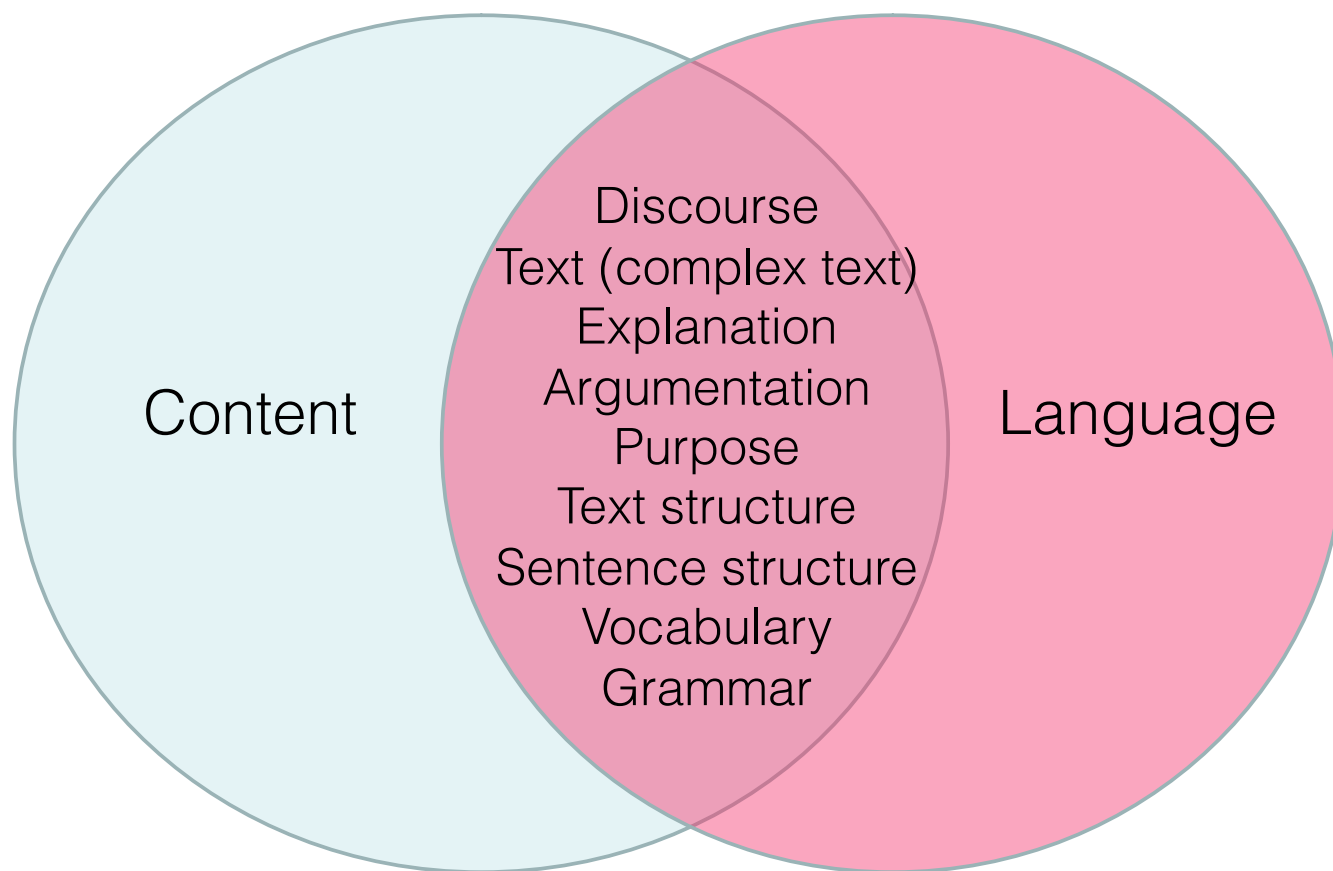 Content
Discourse
Text (complex text)
Explanation
Argumentation
Purpose
Text structure
Sentence structure
Vocabulary
Grammar
Language